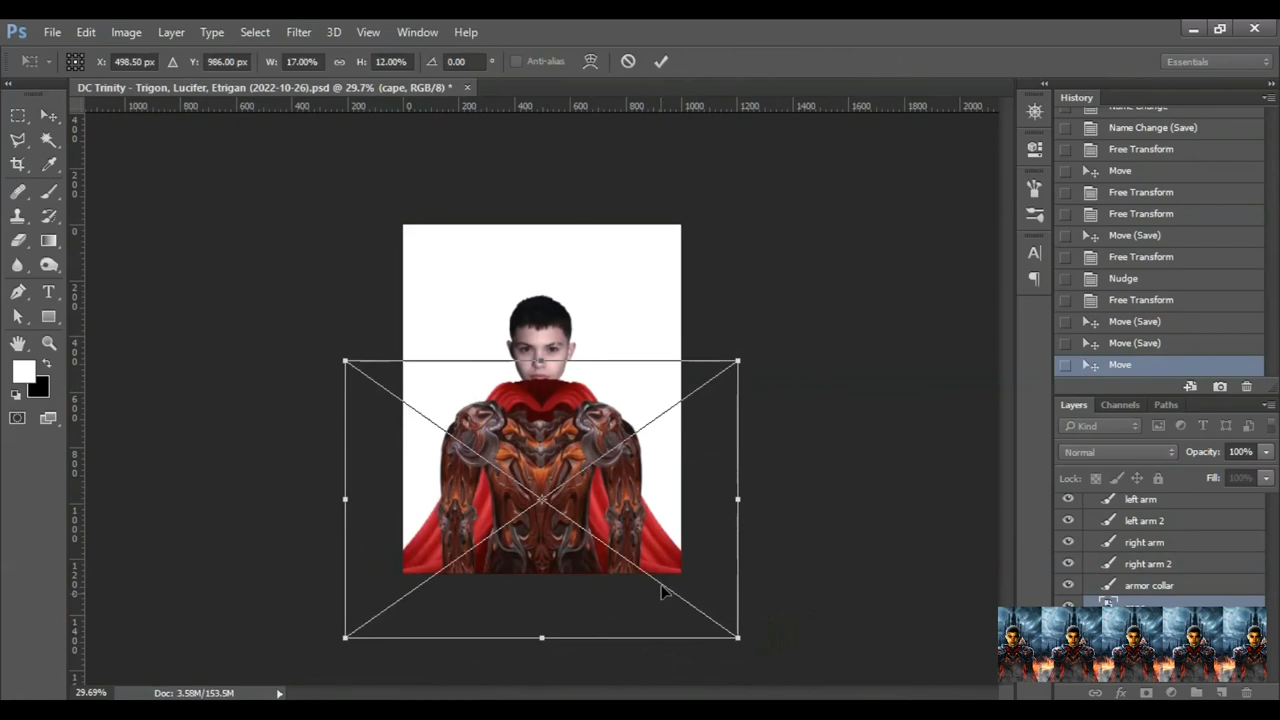 Ps File Edit Image Layer Type Select Filter 3D View Window Help
X: 498.50 px Y: 986.00 px W: 17.00% H: 12.00% 0.00 ° Anti-alias Essentials
DC Trinity - Trigon, Lucifer, Etrigan (2022-10-26).psd @ 29.7% (cape, RGB/8) * ×
1000 800 600 400 200 0 200 400 600 800 1000 1200 1400 1600 1800 2000
History
Name Change
Name Change (Save)
Free Transform
Move
Free Transform
Free Transform
Move (Save)
Free Transform
Nudge
Free Transform
Move (Save)
Move (Save)
Move
Layers Channels Paths
Kind
Normal Opacity: 100%
Lock: Fill: 100%
left arm
left arm 2
right arm
right arm 2
armor collar
29.69% Doc: 3.58M/153.5M